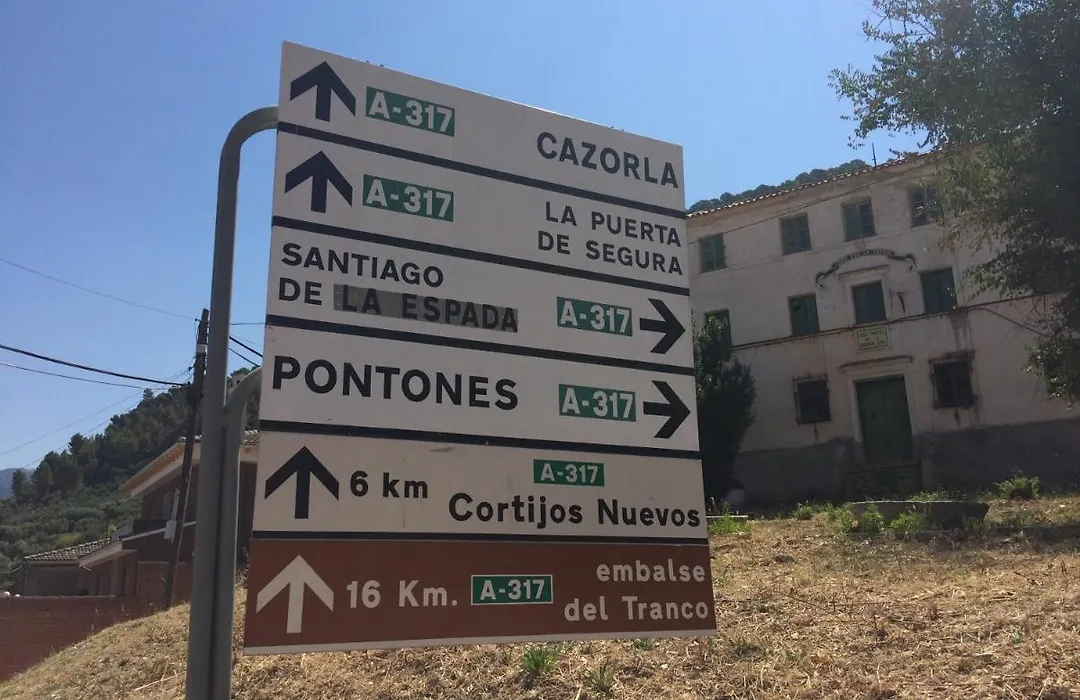 A-317 CAZORLA
A-317 LA PUERTA
DE SEGURA
SANTIAGO
DE LA ESPADA A-317
PONTONES A-317
6 km A-317
Cortijos Nuevos
16 Km. A-317 embalse
del Tranco